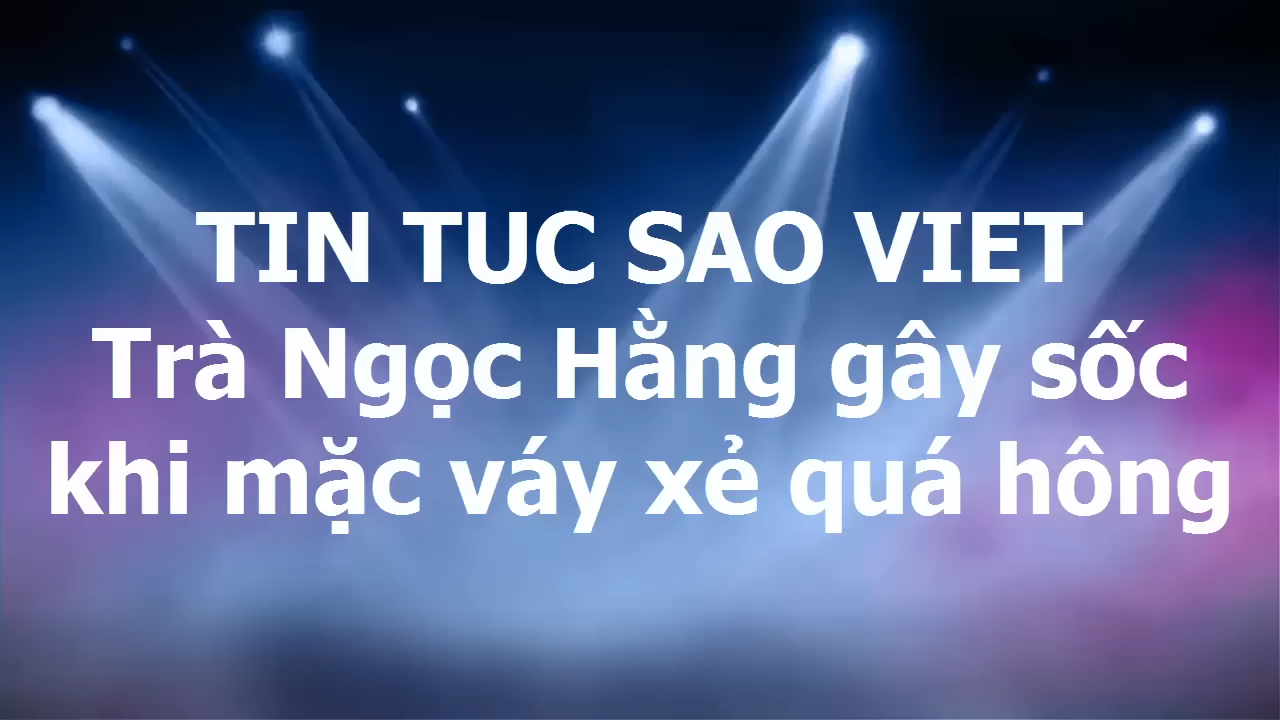 TIN TUC SAO VIET
Trà Ngọc Hằng gây sốc
khi mặc váy xẻ quá hông